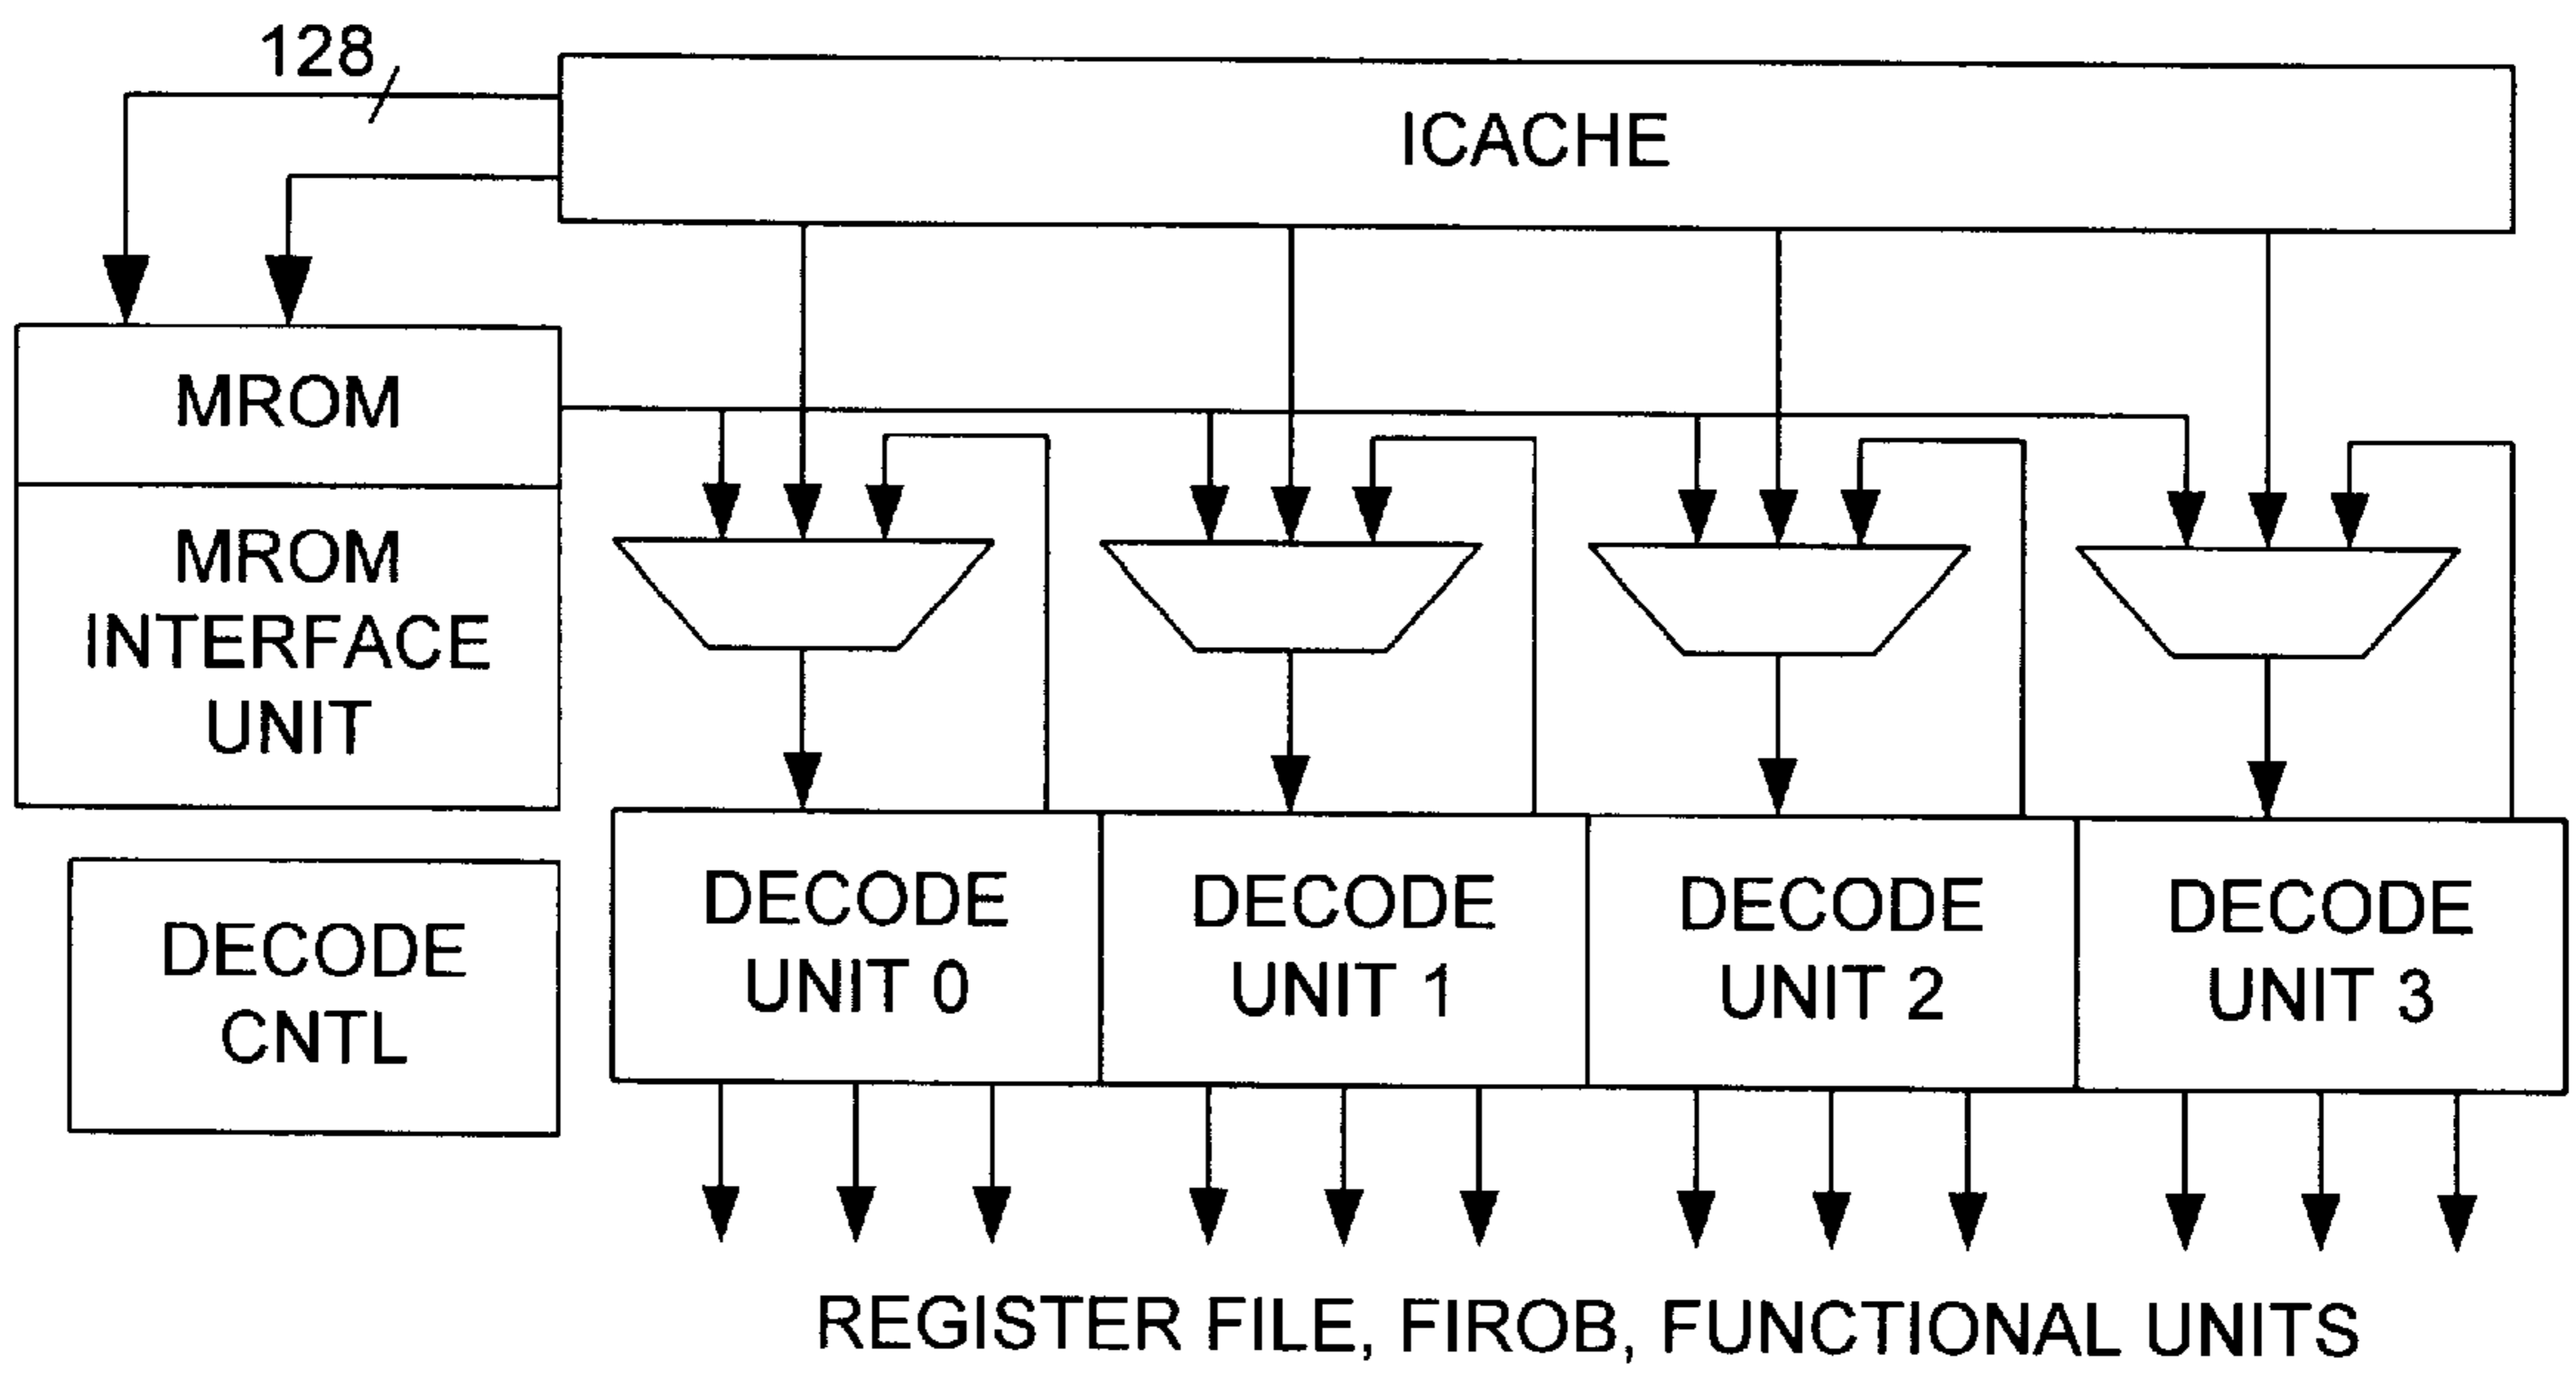 128
ICACHE
MROM
MROM
INTERFACE
UNIT
DECODE
CNTL
DECODE
UNIT 0
DECODE
UNIT 1
DECODE
UNIT 2
DECODE
UNIT 3
REGISTER FILE, FIROB, FUNCTIONAL UNITS